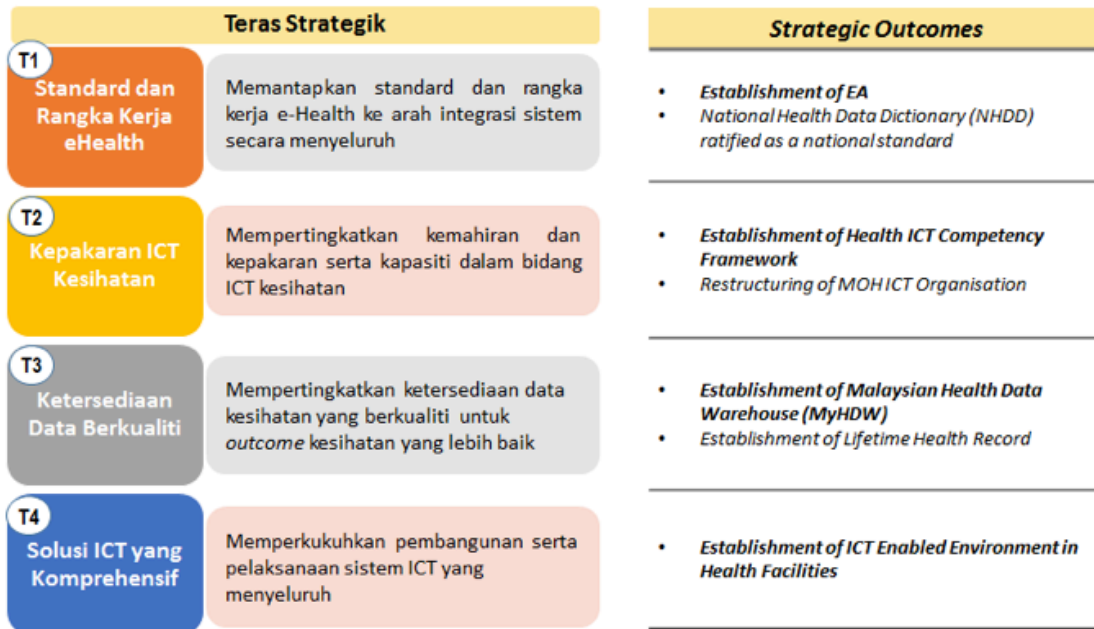 Teras Strategik
Strategic Outcomes
T1
Standard dan
Rangka Kerja
eHealth
Memantapkan standard dan rangka
kerja e-Health ke arah integrasi sistem
secara menyeluruh
• Establishment of EA
• National Health Data Dictionary (NHDD)
ratified as a national standard
T2
Kepakaran ICT
Kesihatan
Mempertingkatkan kemahiran dan
kepakaran serta kapasiti dalam bidang
ICT kesihatan
• Establishment of Health ICT Competency
Framework
• Restructuring of MOH ICT Organisation
T3
Ketersediaan
Data Berkualiti
Mempertingkatkan ketersediaan data
kesihatan yang berkualiti untuk
outcome kesihatan yang lebih baik
• Establishment of Malaysian Health Data
Warehouse (MyHDW)
• Establishment of Lifetime Health Record
T4
Solusi ICT yang
Komprehensif
Memperkukuhkan pembangunan serta
pelaksanaan sistem ICT yang
menyeluruh
• Establishment of ICT Enabled Environment in
Health Facilities